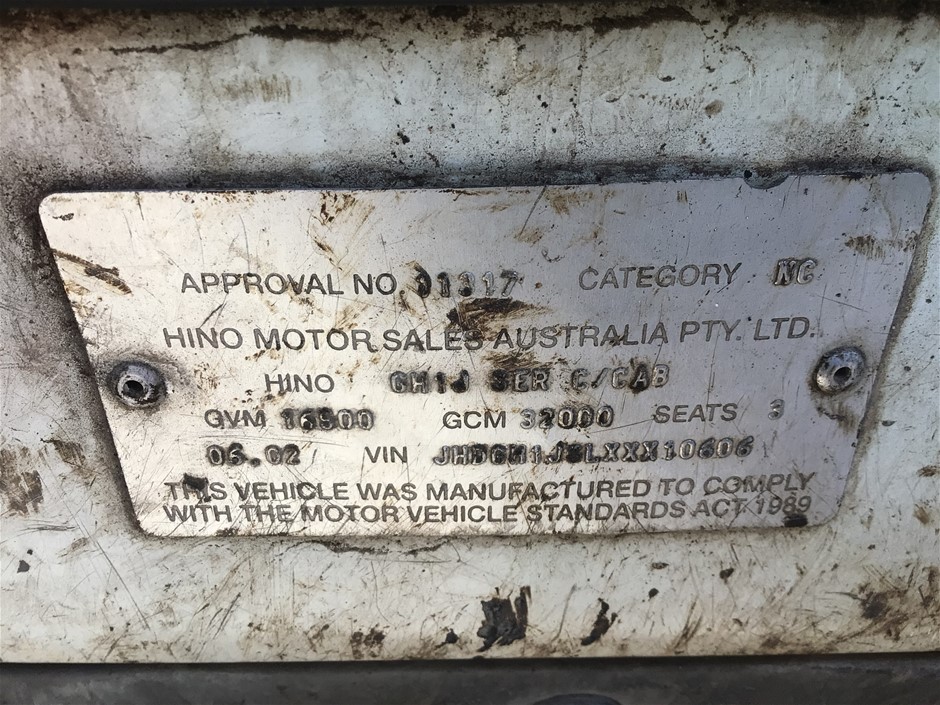 APPROVAL NO 31317 CATEGORY NC
HINO MOTOR SALES AUSTRALIA PTY. LTD.
HINO GH1J SER C/CAB
GVM 16500 GCM 32000 SEATS 3
06.02 VIN
THIS VEHICLE WAS MANUFACTURED TO COMPLY
WITH THE MOTOR VEHICLE STANDARDS ACT 1989